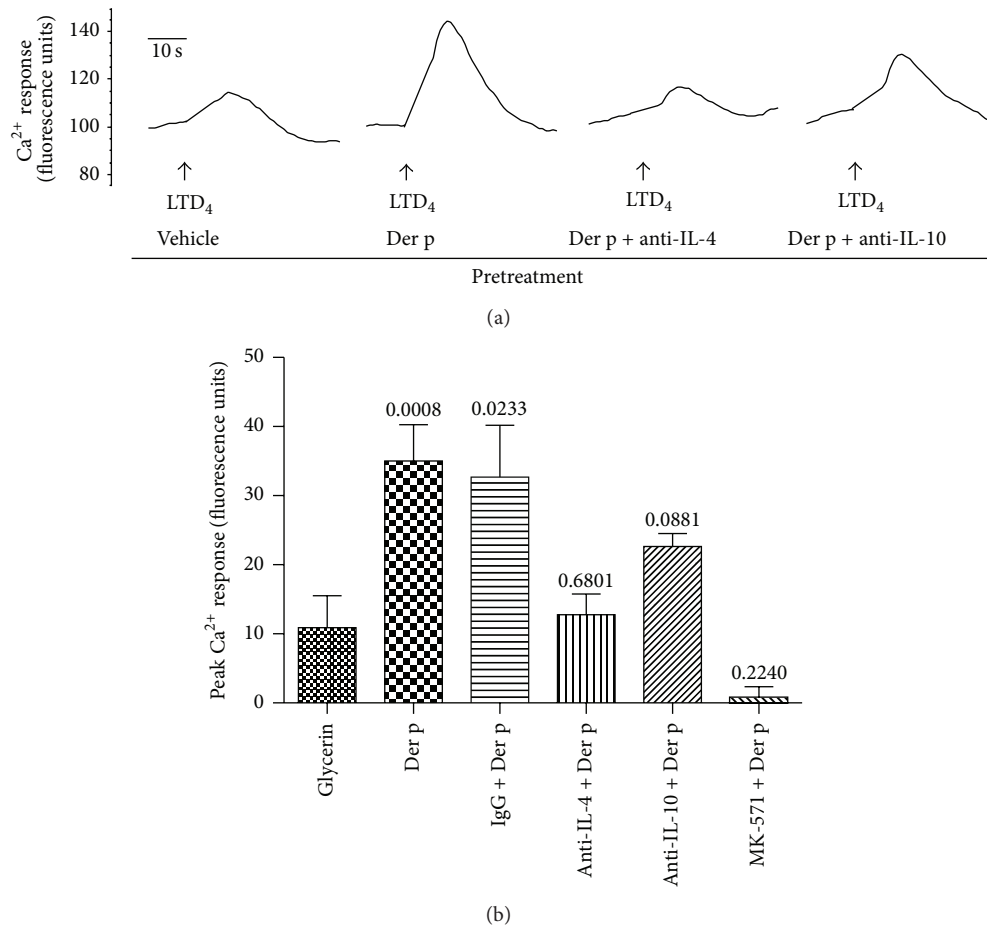 Ca²⁺ response
(fluorescence units)
140
120
100
80
10 s
LTD₄ LTD₄ LTD₄ LTD₄
Vehicle Der p Der p + anti-IL-4 Der p + anti-IL-10
Pretreatment
(a)
Peak Ca²⁺ response (fluorescence units)
50
40
30
20
10
0
0.0008
0.0233
0.6801
0.0881
0.2240
Glycerin
Der p
IgG + Der p
Anti-IL-4 + Der p
Anti-IL-10 + Der p
MK-571 + Der p
(b)